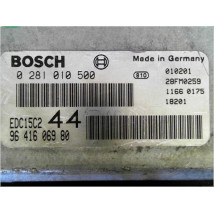 BOSCH
Made in Germany
0 281 010 500
STO
010201
28FM0259
1166 0175
18201
EDC15C2 44
96 416 069 80